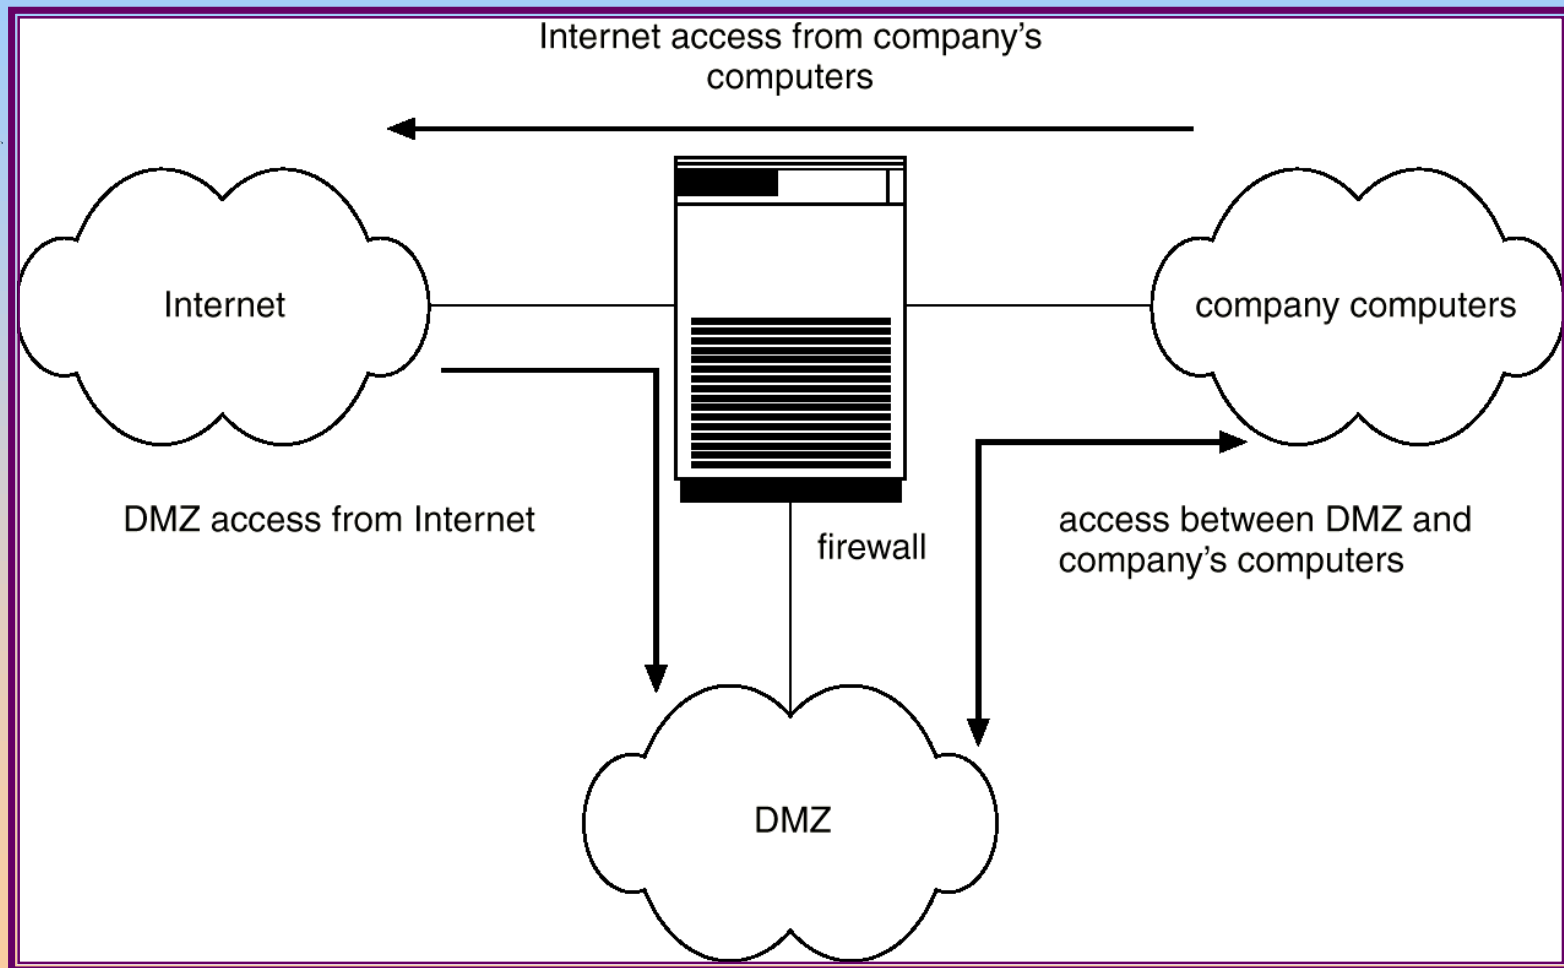 Internet access from company’s
computers
Internet
company computers
DMZ access from Internet
firewall
access between DMZ and
company’s computers
DMZ